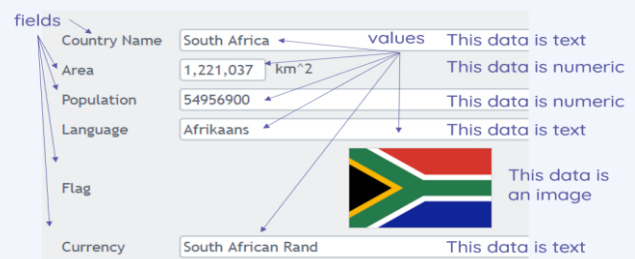 fields
Country Name South Africa values This data is text
Area 1,221,037 km^2 This data is numeric
Population 54956900 This data is numeric
Language Afrikaans This data is text
Flag This data is
an image
Currency South African Rand This data is text